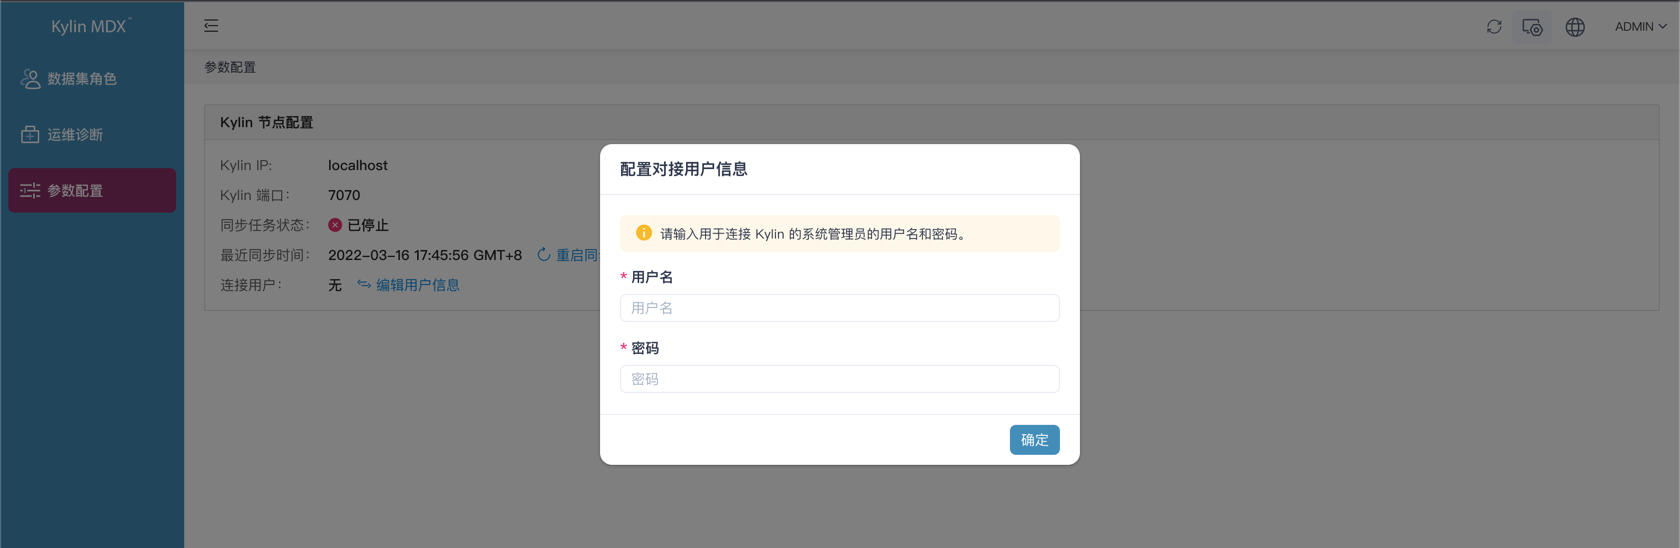 Kylin MDX™
ADMIN
数据集角色
运维诊断
参数配置
参数配置
Kylin 节点配置
Kylin IP: localhost
Kylin 端口: 7070
同步任务状态: 已停止
最近同步时间: 2022-03-16 17:45:56 GMT+8 重启同
连接用户: 无 编辑用户信息
配置对接用户信息
请输入用于连接 Kylin 的系统管理员的用户名和密码。
* 用户名
用户名
* 密码
密码
确定